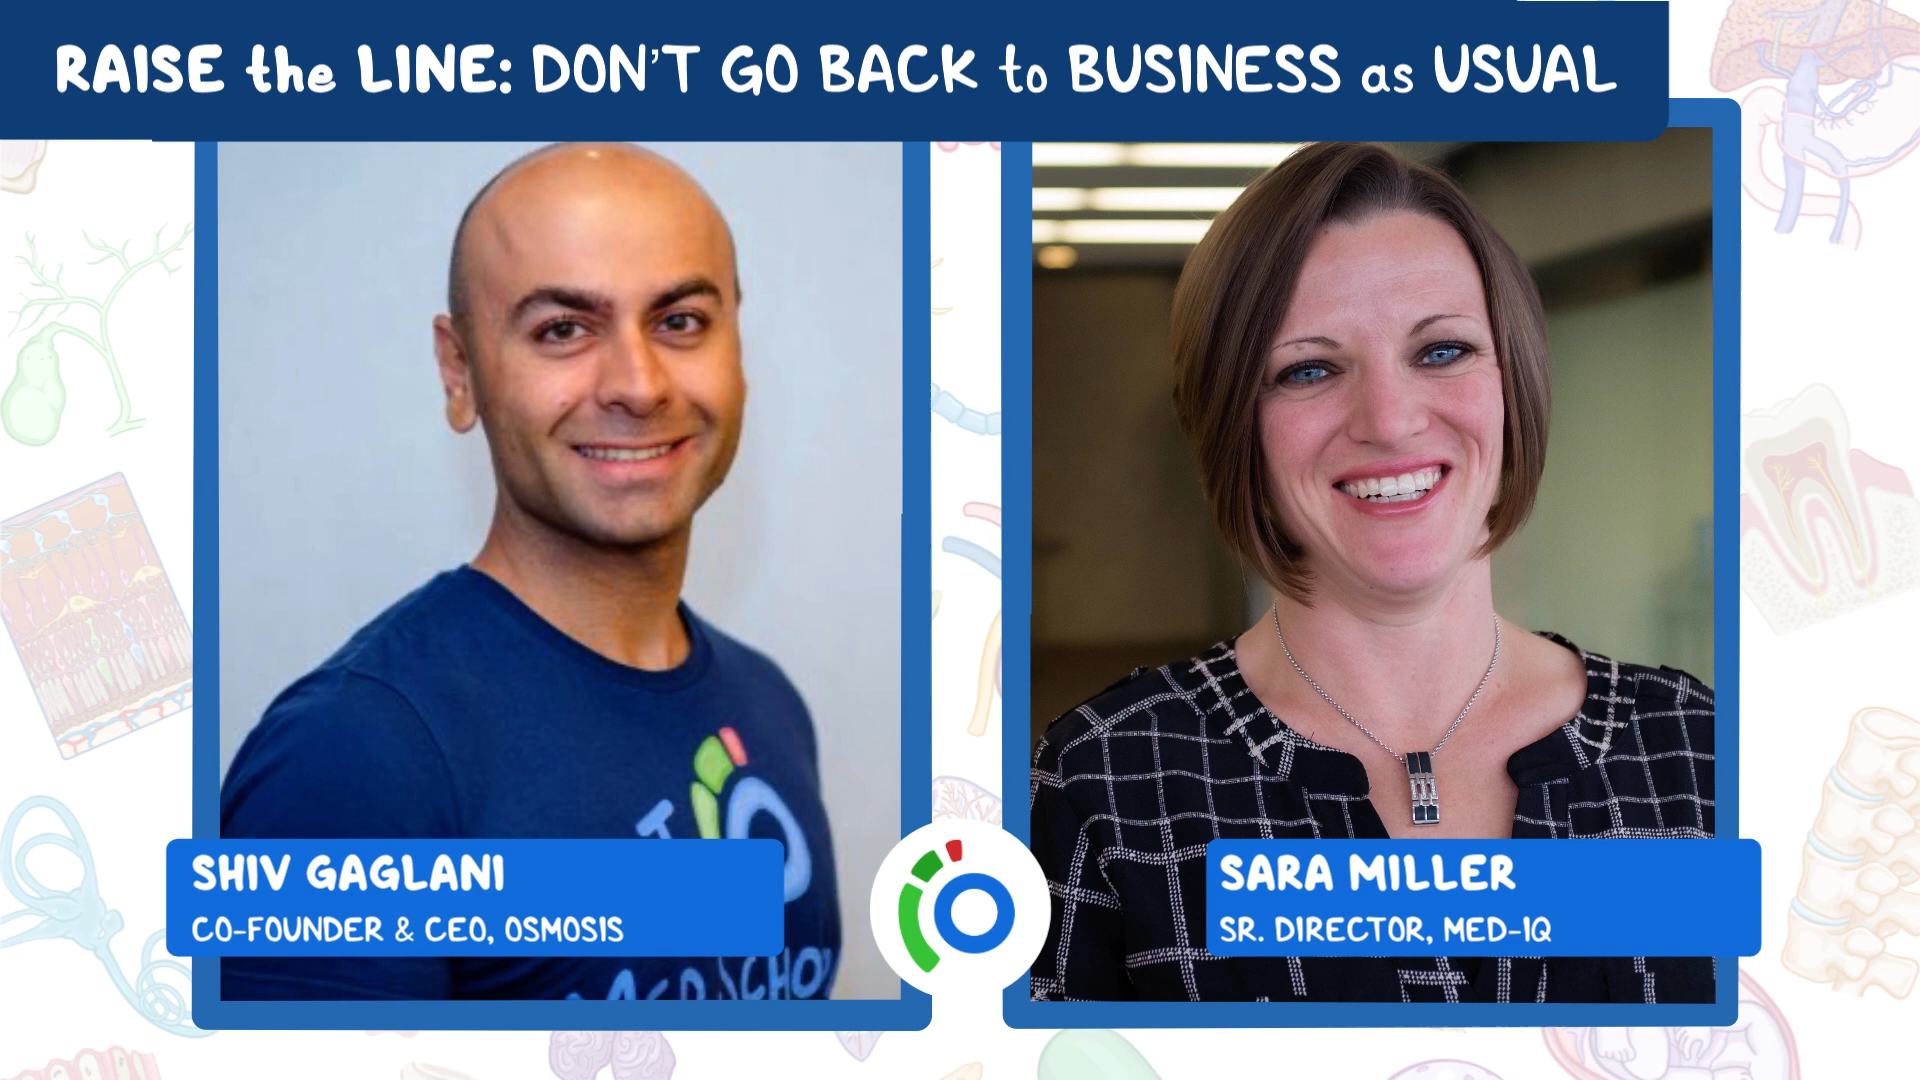 RAISE the LINE: DON'T GO BACK to BUSINESS as USUAL
SHIV GAGLANI
CO-FOUNDER & CEO, OSMOSIS
SARA MILLER
SR. DIRECTOR, MED-IQ